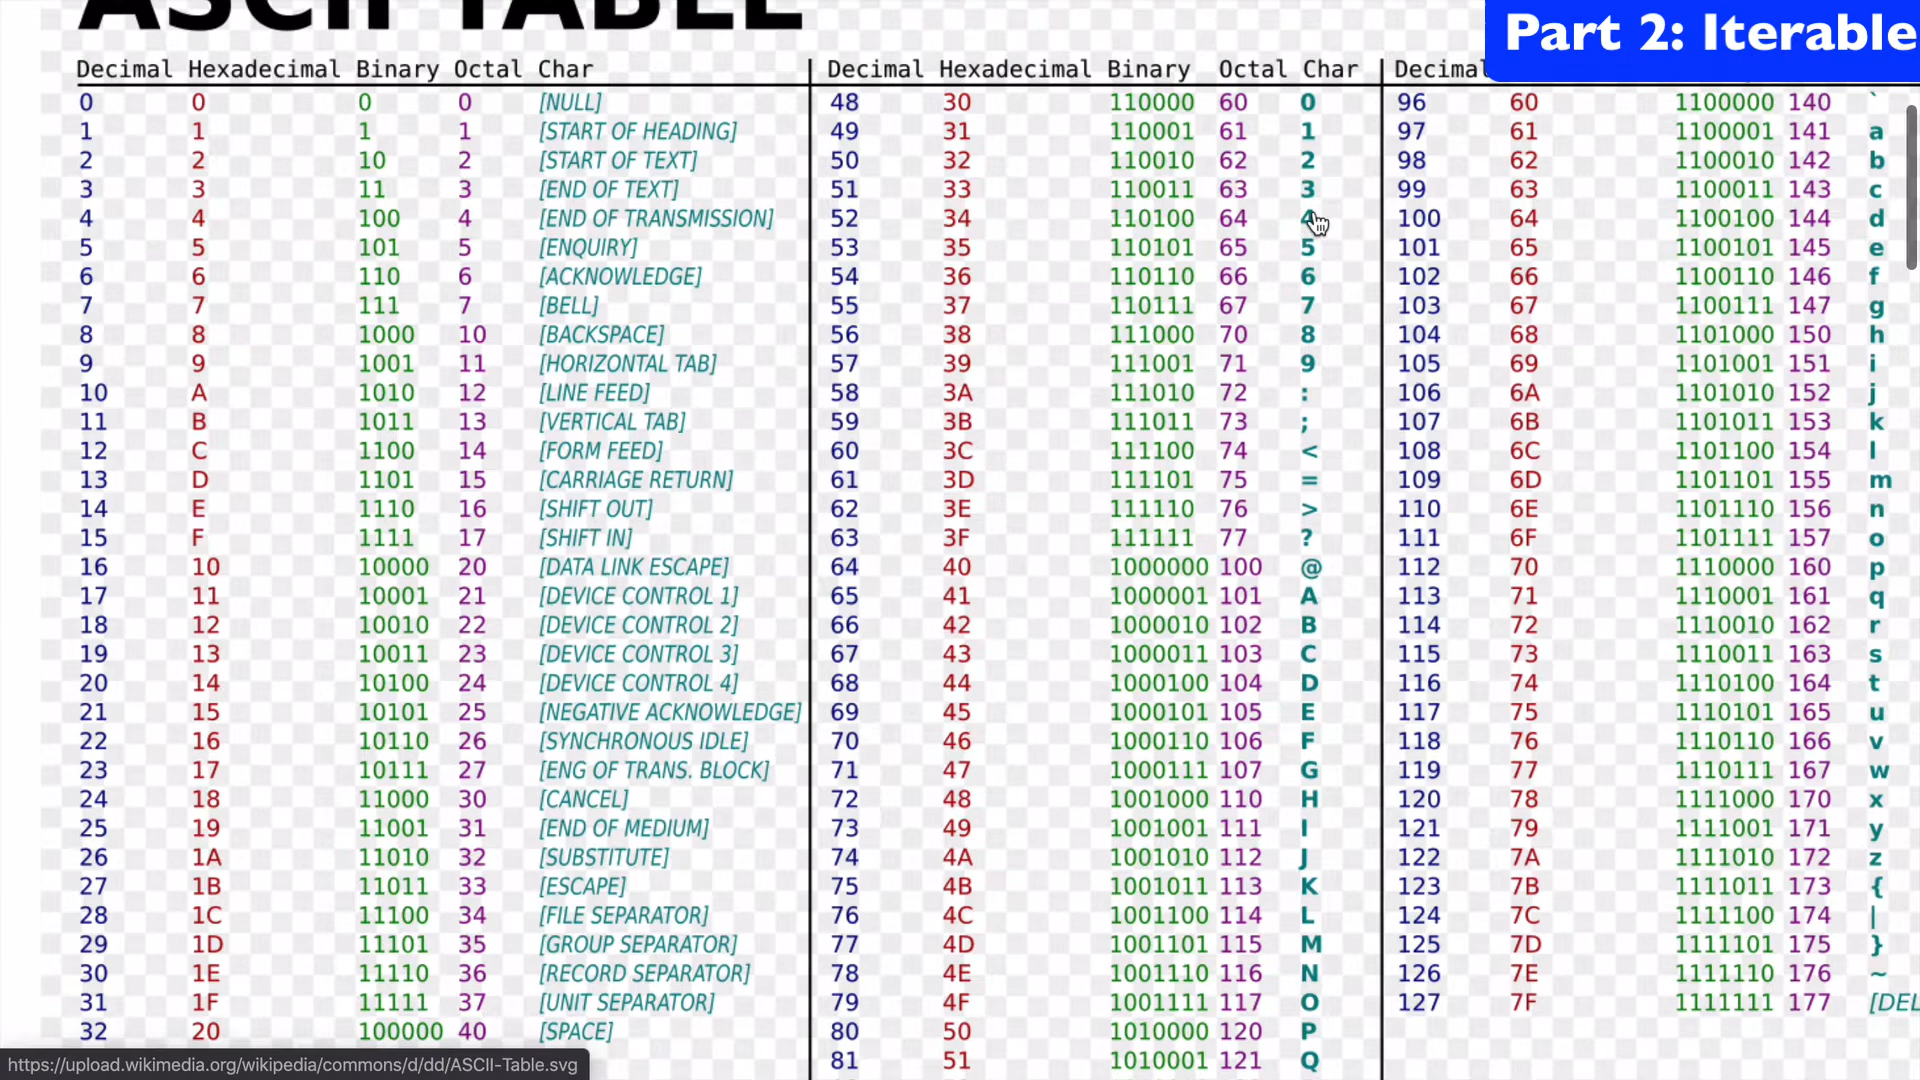 ASCII TABLE
Part 2: Iterable
Decimal Hexadecimal Binary Octal Char Decimal Hexadecimal Binary Octal Char Decimal
0 0 0 0 [NULL] 48 30 110000 60 0 96 60 1100000 140 `
1 1 1 1 [START OF HEADING] 49 31 110001 61 1 97 61 1100001 141 a
2 2 10 2 [START OF TEXT] 50 32 110010 62 2 98 62 1100010 142 b
3 3 11 3 [END OF TEXT] 51 33 110011 63 3 99 63 1100011 143 c
4 4 100 4 [END OF TRANSMISSION] 52 34 110100 64 4 100 64 1100100 144 d
5 5 101 5 [ENQUIRY] 53 35 110101 65 5 101 65 1100101 145 e
6 6 110 6 [ACKNOWLEDGE] 54 36 110110 66 6 102 66 1100110 146 f
7 7 111 7 [BELL] 55 37 110111 67 7 103 67 1100111 147 g
8 8 1000 10 [BACKSPACE] 56 38 111000 70 8 104 68 1101000 150 h
9 9 1001 11 [HORIZONTAL TAB] 57 39 111001 71 9 105 69 1101001 151 i
10 A 1010 12 [LINE FEED] 58 3A 111010 72 : 106 6A 1101010 152 j
11 B 1011 13 [VERTICAL TAB] 59 3B 111011 73 ; 107 6B 1101011 153 k
12 C 1100 14 [FORM FEED] 60 3C 111100 74 < 108 6C 1101100 154 l
13 D 1101 15 [CARRIAGE RETURN] 61 3D 111101 75 = 109 6D 1101101 155 m
14 E 1110 16 [SHIFT OUT] 62 3E 111110 76 > 110 6E 1101110 156 n
15 F 1111 17 [SHIFT IN] 63 3F 111111 77 ? 111 6F 1101111 157 o
16 10 10000 20 [DATA LINK ESCAPE] 64 40 1000000 100 @ 112 70 1110000 160 p
17 11 10001 21 [DEVICE CONTROL 1] 65 41 1000001 101 A 113 71 1110001 161 q
18 12 10010 22 [DEVICE CONTROL 2] 66 42 1000010 102 B 114 72 1110010 162 r
19 13 10011 23 [DEVICE CONTROL 3] 67 43 1000011 103 C 115 73 1110011 163 s
20 14 10100 24 [DEVICE CONTROL 4] 68 44 1000100 104 D 116 74 1110100 164 t
21 15 10101 25 [NEGATIVE ACKNOWLEDGE] 69 45 1000101 105 E 117 75 1110101 165 u
22 16 10110 26 [SYNCHRONOUS IDLE] 70 46 1000110 106 F 118 76 1110110 166 v
23 17 10111 27 [ENG OF TRANS. BLOCK] 71 47 1000111 107 G 119 77 1110111 167 w
24 18 11000 30 [CANCEL] 72 48 1001000 110 H 120 78 1111000 170 x
25 19 11001 31 [END OF MEDIUM] 73 49 1001001 111 I 121 79 1111001 171 y
26 1A 11010 32 [SUBSTITUTE] 74 4A 1001010 112 J 122 7A 1111010 172 z
27 1B 11011 33 [ESCAPE] 75 4B 1001011 113 K 123 7B 1111011 173 {
28 1C 11100 34 [FILE SEPARATOR] 76 4C 1001100 114 L 124 7C 1111100 174 |
29 1D 11101 35 [GROUP SEPARATOR] 77 4D 1001101 115 M 125 7D 1111101 175 }
30 1E 11110 36 [RECORD SEPARATOR] 78 4E 1001110 116 N 126 7E 1111110 176 ~
31 1F 11111 37 [UNIT SEPARATOR] 79 4F 1001111 117 O 127 7F 1111111 177 [DEL
32 20 100000 40 [SPACE] 80 50 1010000 120 P
81 51 1010001 121 Q
https://upload.wikimedia.org/wikipedia/commons/d/dd/ASCII-Table.svg